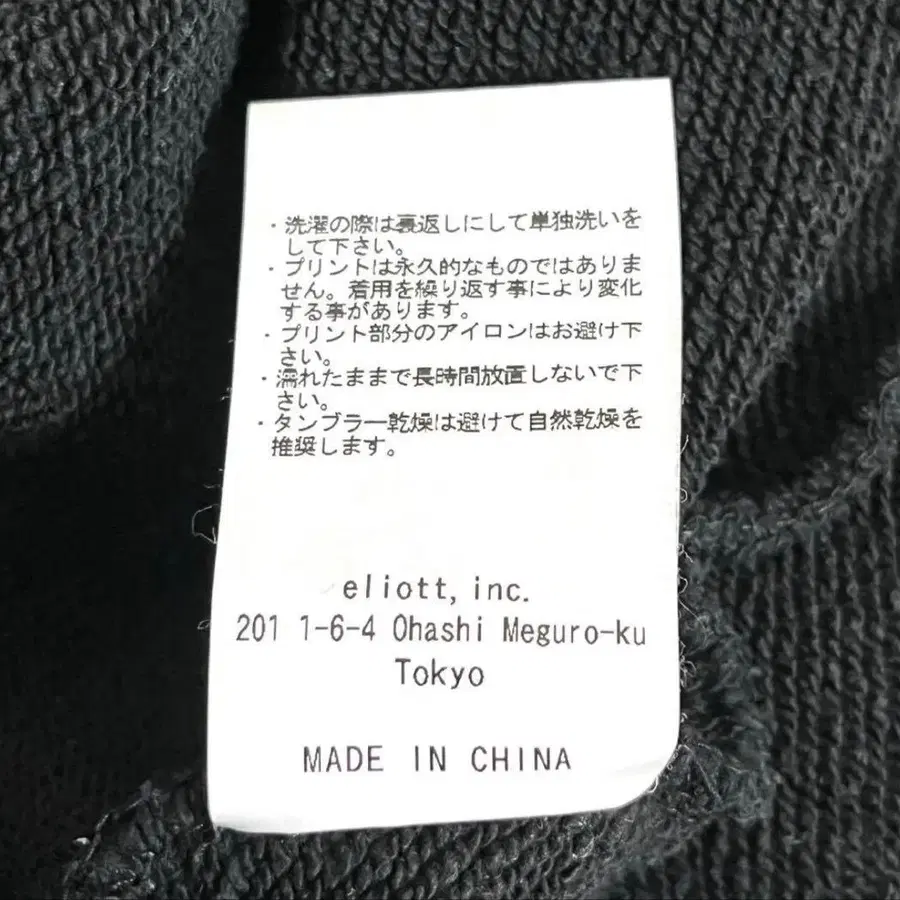 ・洗濯の際は裏返しにして単独洗いを
して下さい。
・プリントは永久的なものではありま
せん。着用を繰り返す事により変化
する事があります。
・プリント部分のアイロンはお避け下
さい。
・濡れたままで長時間放置しないで下
さい。
・タンブラー乾燥は避けて自然乾燥を
推奨します。
eliott, inc.
201 1-6-4 Ohashi Meguro-ku
Tokyo
MADE IN CHINA